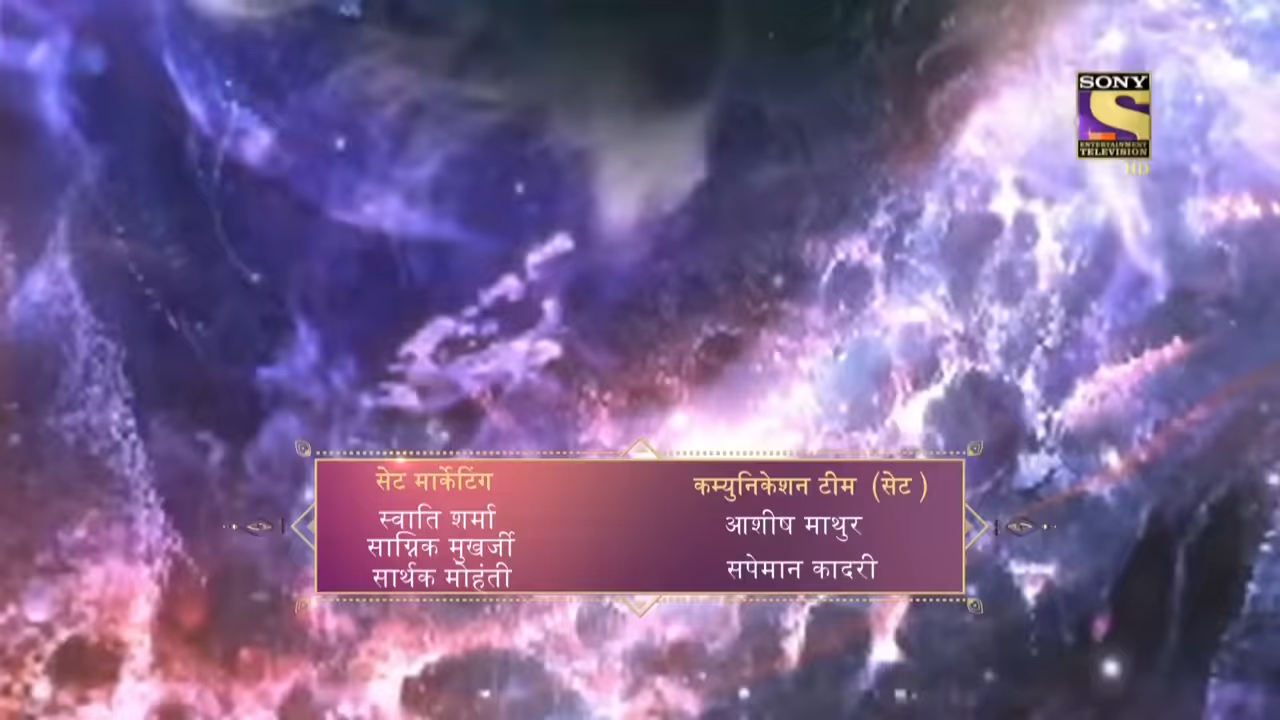 SONY
ENTERTAINMENT
TELEVISION
HD
सेट मार्केटिंग
स्वाति शर्मा
साग्निक मुखर्जी
सार्थक मोहंती
कम्युनिकेशन टीम (सेट )
आशीष माथुर
सपेमान कादरी